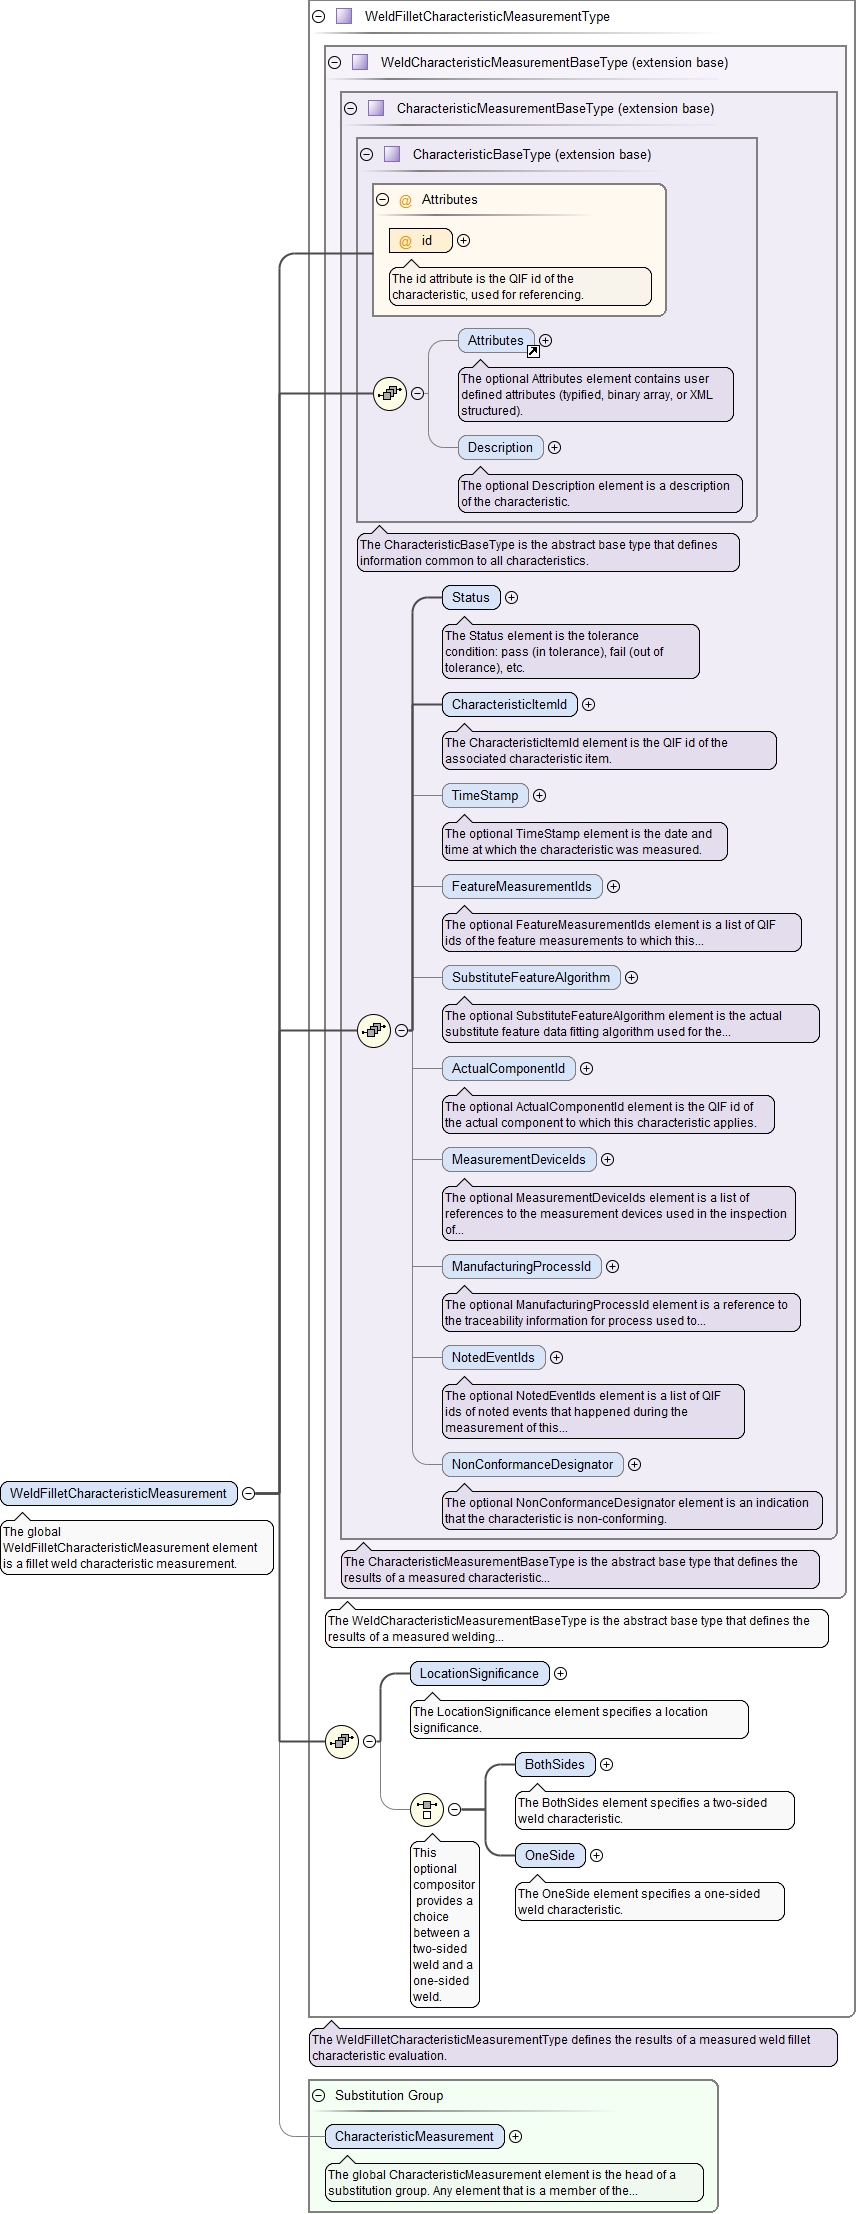 WeldFilletCharacteristicMeasurementType
WeldCharacteristicMeasurementBaseType (extension base)
CharacteristicMeasurementBaseType (extension base)
CharacteristicBaseType (extension base)
@ Attributes
@ id
The id attribute is the QIF id of the
characteristic, used for referencing.
Attributes
The optional Attributes element contains user
defined attributes (typified, binary array, or XML
structured).
Description
The optional Description element is a description
of the characteristic.
The CharacteristicBaseType is the abstract base type that defines
information common to all characteristics.
Status
The Status element is the tolerance
condition: pass (in tolerance), fail (out of
tolerance), etc.
CharacteristicItemId
The CharacteristicItemId element is the QIF id of the
associated characteristic item.
TimeStamp
The optional TimeStamp element is the date and
time at which the characteristic was measured.
FeatureMeasurementIds
The optional FeatureMeasurementIds element is a list of QIF
ids of the feature measurements to which this...
SubstituteFeatureAlgorithm
The optional SubstituteFeatureAlgorithm element is the actual
substitute feature data fitting algorithm used for the...
ActualComponentId
The optional ActualComponentId element is the QIF id of
the actual component to which this characteristic applies.
MeasurementDeviceIds
The optional MeasurementDeviceIds element is a list of
references to the measurement devices used in the inspection
of...
ManufacturingProcessId
The optional ManufacturingProcessId element is a reference to
the traceability information for process used to...
NotedEventIds
The optional NotedEventIds element is a list of QIF
ids of noted events that happened during the
measurement of this...
NonConformanceDesignator
The optional NonConformanceDesignator element is an indication
that the characteristic is non-conforming.
WeldFilletCharacteristicMeasurement
The global
WeldFilletCharacteristicMeasurement element
is a fillet weld characteristic measurement.
The CharacteristicMeasurementBaseType is the abstract base type that defines the
results of a measured characteristic...
The WeldCharacteristicMeasurementBaseType is the abstract base type that defines the
results of a measured welding...
LocationSignificance
The LocationSignificance element specifies a location
significance.
BothSides
The BothSides element specifies a two-sided
weld characteristic.
OneSide
The OneSide element specifies a one-sided
weld characteristic.
This
optional
compositor
provides a
choice
between a
two-sided
weld and a
one-sided
weld.
The WeldFilletCharacteristicMeasurementType defines the results of a measured weld fillet
characteristic evaluation.
Substitution Group
CharacteristicMeasurement
The global CharacteristicMeasurement element is the head of a
substitution group. Any element that is a member of the...